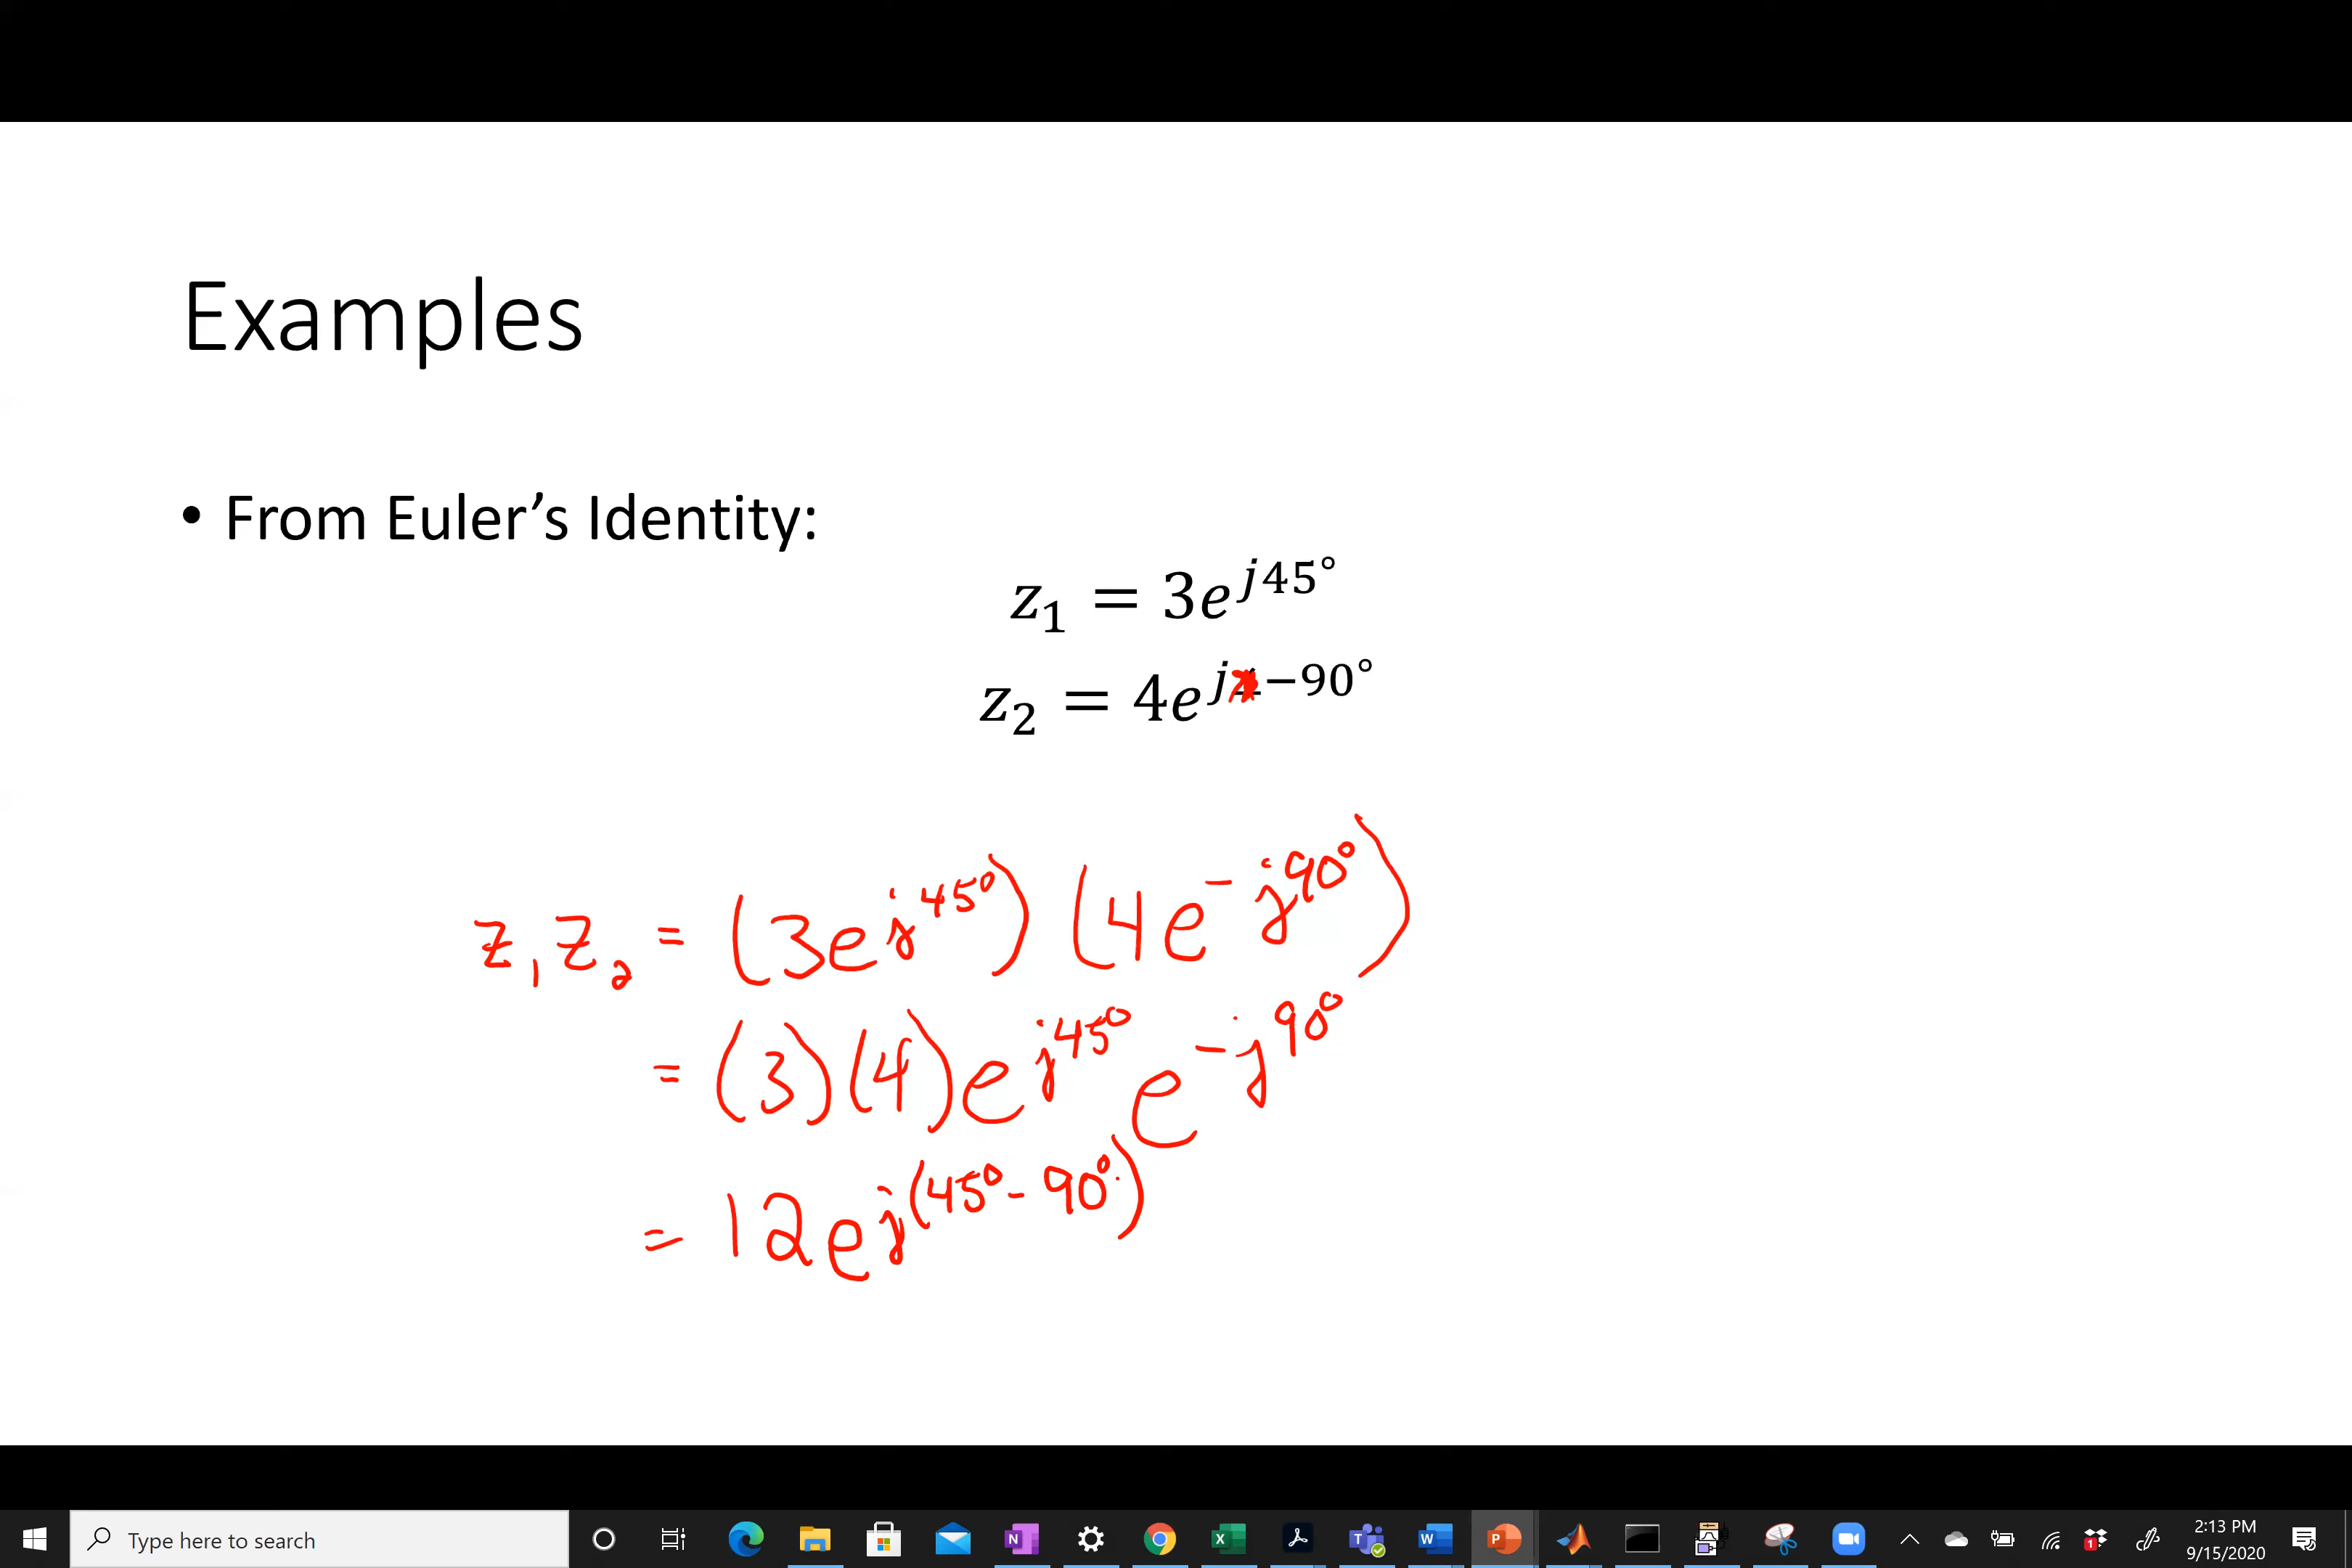 Examples
• From Euler’s Identity:
z₁ = 3e^{j45°}
z₂ = 4e^{j−90°}
z₁z₂ = (3e^{j45°})(4e^{-j90°})
= (3)(4)e^{j45°}e^{-j90°}
= 12e^{j(45°-90°)}
Type here to search
2:13 PM
9/15/2020